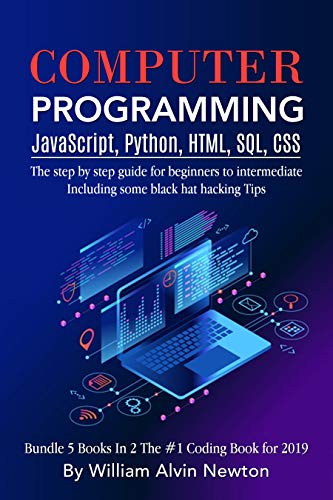 COMPUTER
PROGRAMMING
JavaScript, Python, HTML, SQL, CSS
The step by step guide for beginners to intermediate
Including some black hat hacking Tips
Bundle 5 Books In 2 The #1 Coding Book for 2019
By William Alvin Newton